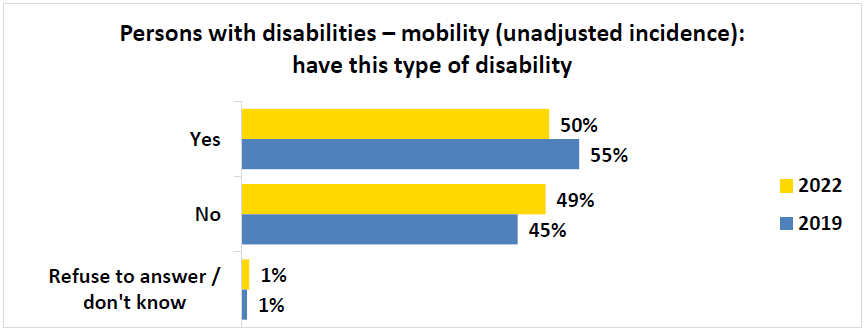 Persons with disabilities – mobility (unadjusted incidence):
have this type of disability
Yes
50%
55%
No
49%
45%
Refuse to answer /
don't know
1%
1%
2022
2019